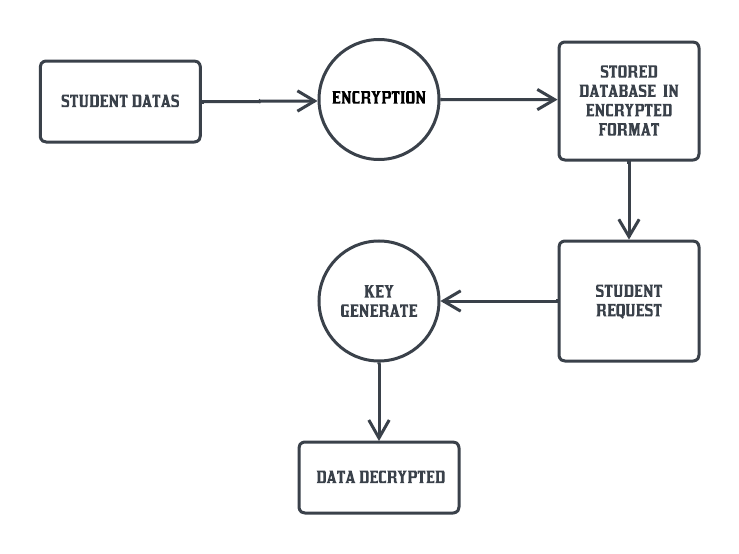 STUDENT DATAS
ENCRYPTION
STORED
DATABASE IN
ENCRYPTED
FORMAT
STUDENT
REQUEST
KEY
GENERATE
DATA DECRYPTED